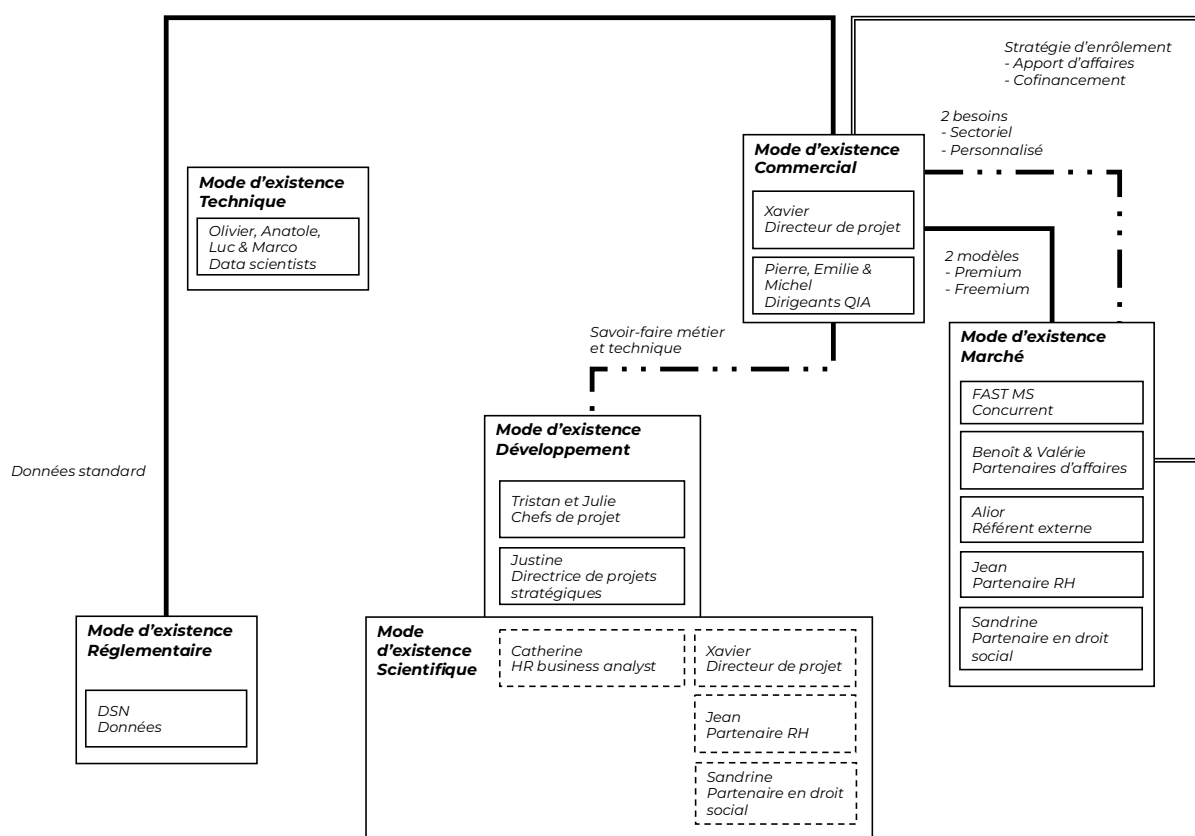 Stratégie d’enrôlement
- Apport d’affaires
- Cofinancement
2 besoins
- Sectoriel
- Personnalisé
Mode d’existence
Commercial
Xavier
Directeur de projet
Pierre, Emilie &
Michel
Dirigeants QIA
Mode d’existence
Technique
Olivier, Anatole,
Luc & Marco
Data scientists
2 modèles
- Premium
- Freemium
Savoir-faire métier
et technique
Mode d’existence
Marché
FAST MS
Concurrent
Benoît & Valérie
Partenaires d’affaires
Alior
Référent externe
Jean
Partenaire RH
Sandrine
Partenaire en droit
social
Mode d’existence
Développement
Tristan et Julie
Chefs de projet
Justine
Directrice de projets
stratégiques
Données standard
Mode d’existence
Réglementaire
DSN
Données
Mode
d’existence
Scientifique
Catherine
HR business analyst
Xavier
Directeur de projet
Jean
Partenaire RH
Sandrine
Partenaire en droit
social